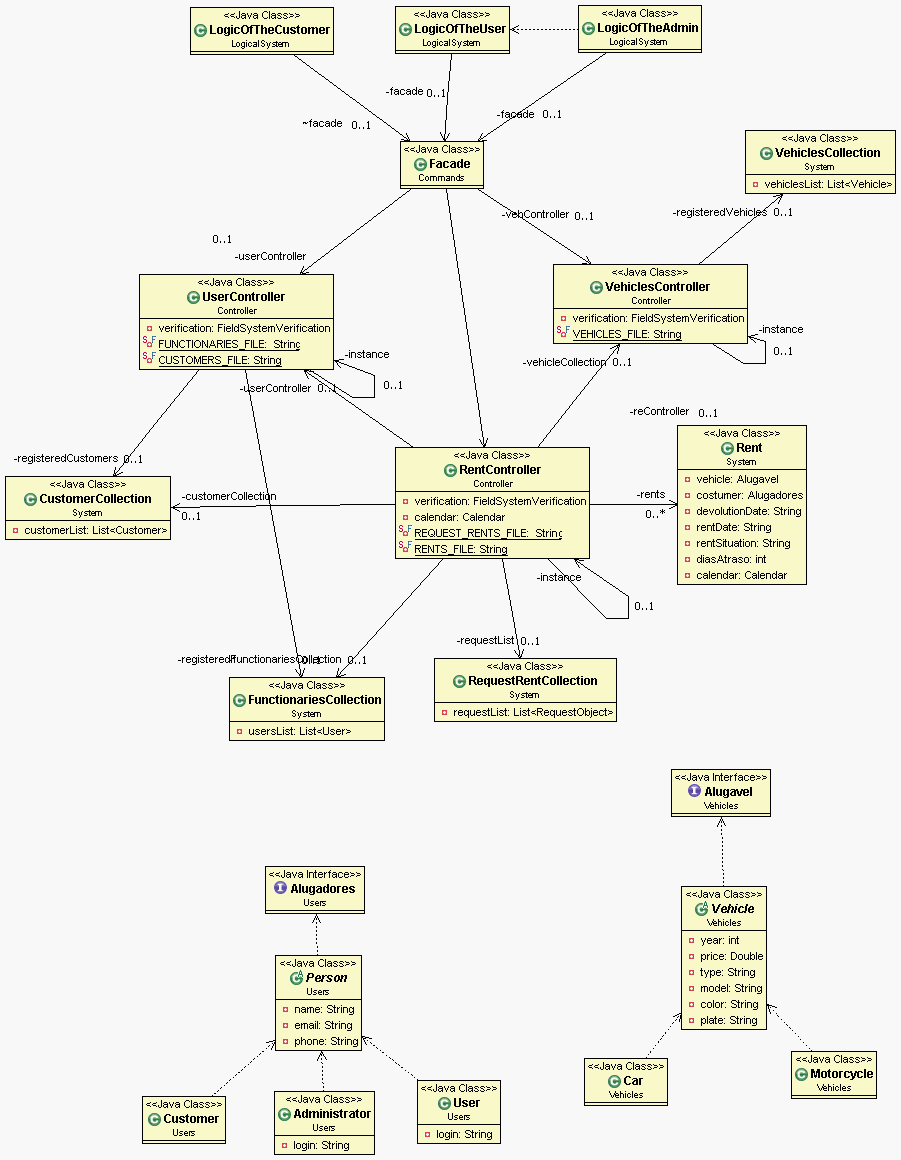 <<Java Class>>
LogicOfTheCustomer
LogicalSystem
<<Java Class>>
LogicOfTheUser
LogicalSystem
<<Java Class>>
LogicOfTheAdmin
LogicalSystem
~facade 0..1
-facade 0..1
-facade 0..1
<<Java Class>>
Facade
Commands
<<Java Class>>
VehiclesCollection
System
vehiclesList: List<Vehicle>
-vehController 0..1
-registeredVehicles 0..1
0..1
-userController
<<Java Class>>
UserController
Controller
verification: FieldSystemVerification
FUNCTIONARIES_FILE: String
CUSTOMERS_FILE: String
<<Java Class>>
VehiclesController
Controller
verification: FieldSystemVerification
VEHICLES_FILE: String
-instance
0..1
-instance
0..1
-userController 0..1
-vehicleCollection 0..1
-reController 0..1
-registeredCustomers 0..1
<<Java Class>>
CustomerCollection
System
customerList: List<Customer>
-customerCollection
0..1
<<Java Class>>
RentController
Controller
verification: FieldSystemVerification
calendar: Calendar
REQUEST_RENTS_FILE: String
RENTS_FILE: String
-rents
0..*
<<Java Class>>
Rent
System
vehicle: Alugavel
costumer: Alugadores
devolutionDate: String
rentDate: String
rentSituation: String
diasAtraso: int
calendar: Calendar
-instance
0..1
-requestList 0..1
0..1
<<Java Class>>
FunctionariesCollection
System
usersList: List<User>
<<Java Class>>
RequestRentCollection
System
requestList: List<RequestObject>
<<Java Interface>>
Alugavel
Vehicles
<<Java Interface>>
Alugadores
Users
<<Java Class>>
Vehicle
Vehicles
year: int
price: Double
type: String
model: String
color: String
plate: String
<<Java Class>>
Person
Users
name: String
email: String
phone: String
<<Java Class>>
Car
Vehicles
<<Java Class>>
Motorcycle
Vehicles
<<Java Class>>
Customer
Users
<<Java Class>>
Administrator
Users
login: String
<<Java Class>>
User
Users
login: String